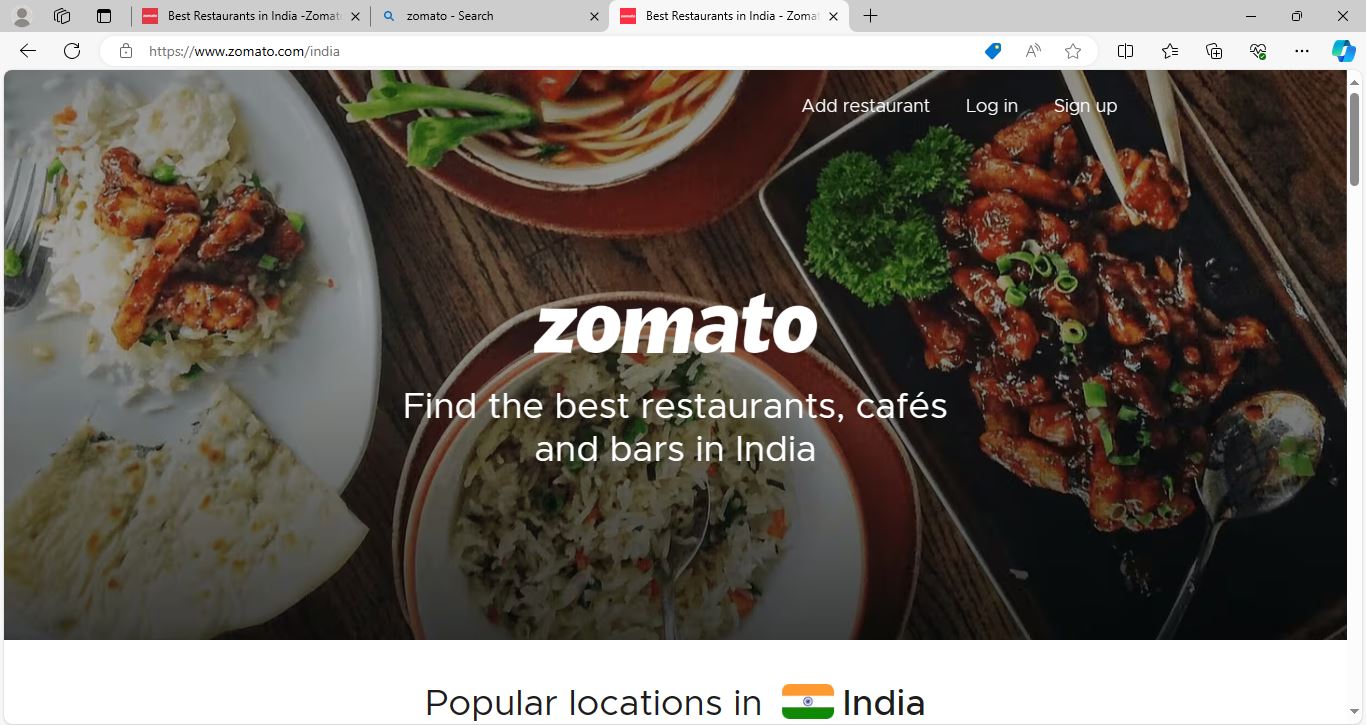 Best Restaurants in India -Zomat
zomato - Search
Best Restaurants in India - Zomat
https://www.zomato.com/india
Add restaurant
Log in
Sign up
zomato
Find the best restaurants, cafés
and bars in India
Popular locations in India